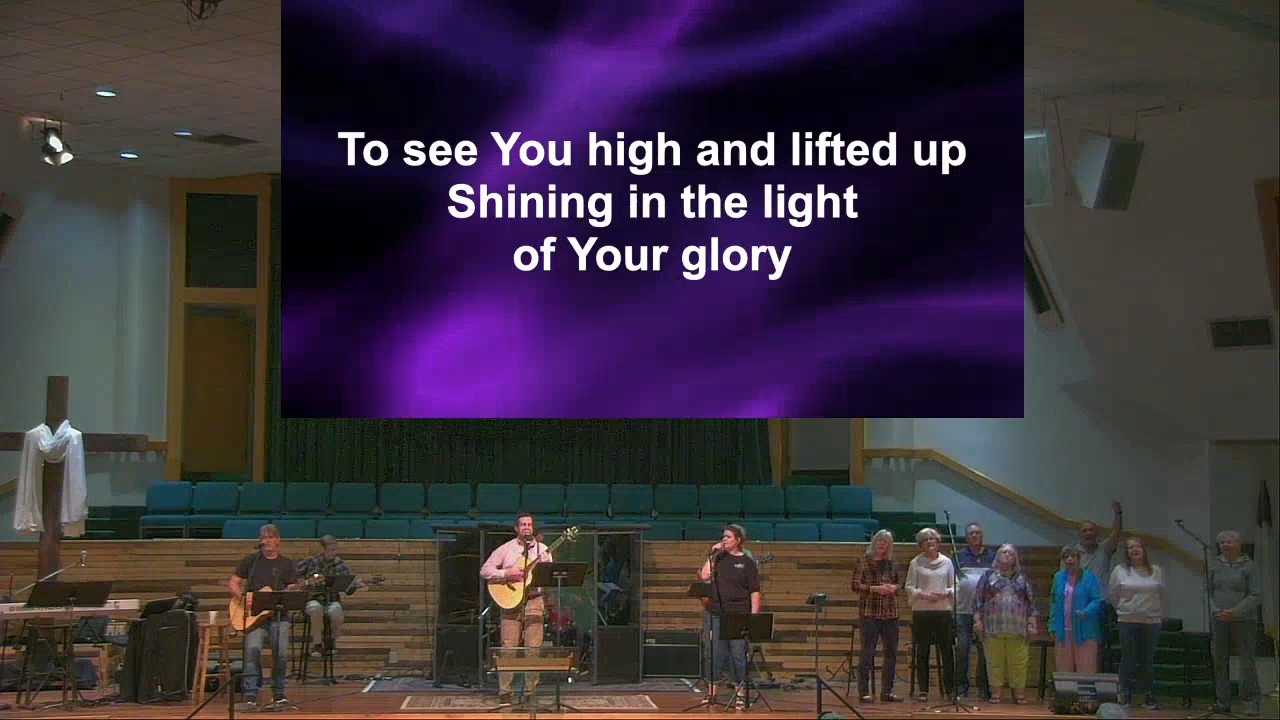 To see You high and lifted up
Shining in the light
of Your glory